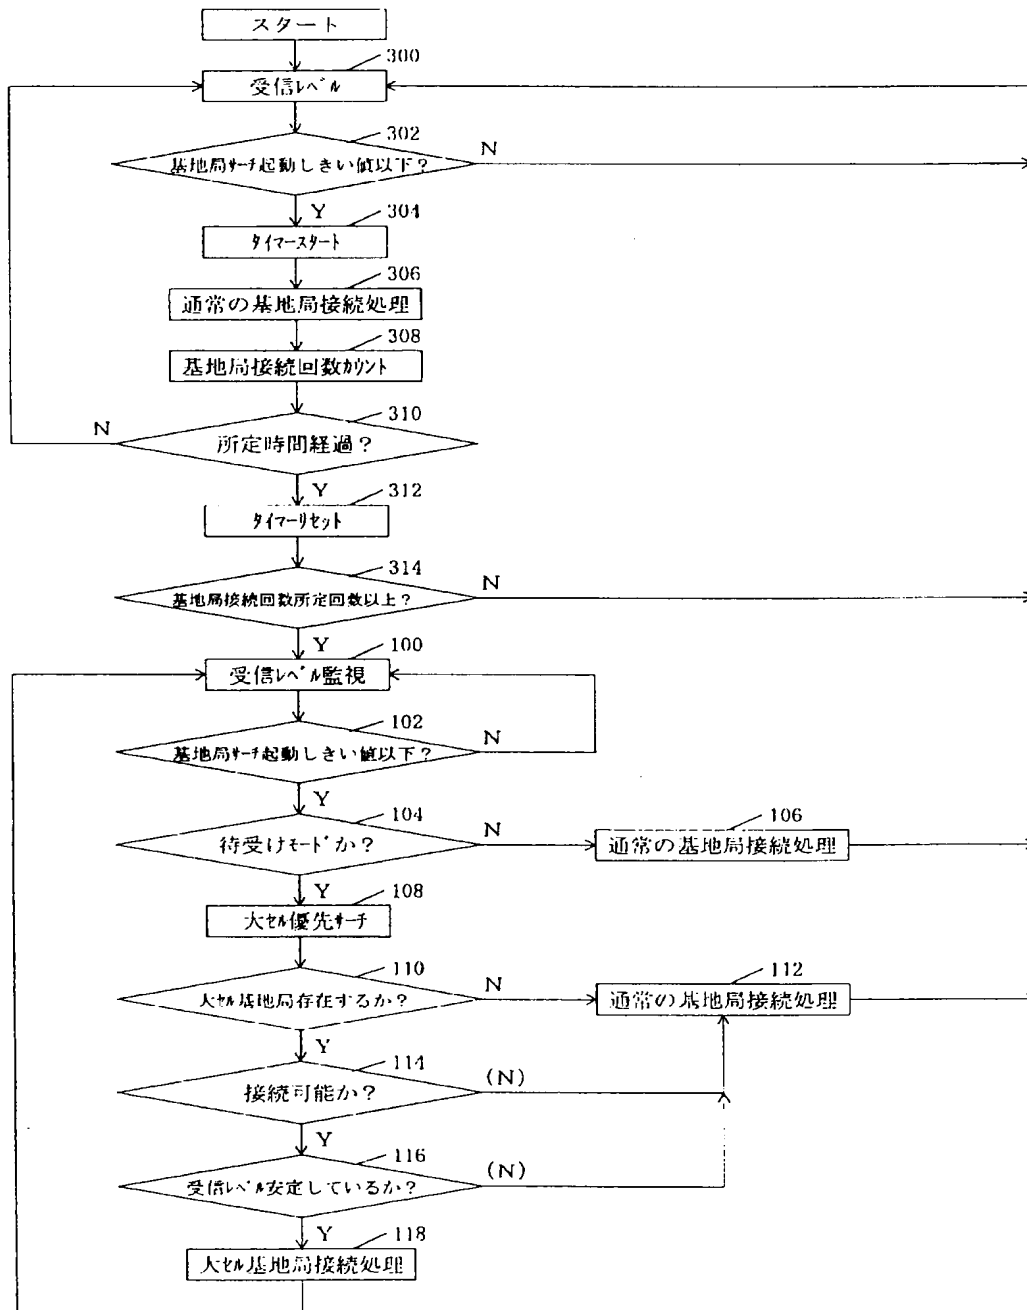 スタート
300
受信ﾚﾍﾞﾙ
302
基地局ｻｰﾁ起動しきい値以下？
N
Y
304
ﾀｲﾏｰｽﾀｰﾄ
306
通常の基地局接続処理
308
基地局接続回数ｶｳﾝﾄ
310
N
所定時間経過？
Y
312
ﾀｲﾏｰﾘｾｯﾄ
314
N
基地局接続回数所定回数以上？
Y
100
受信ﾚﾍﾞﾙ監視
102
N
基地局ｻｰﾁ起動しきい値以下？
Y
104
N
106
待受けﾓｰﾄﾞか？
通常の基地局接続処理
Y
108
大ｾﾙ優先ｻｰﾁ
110
N
112
大ｾﾙ基地局存在するか？
通常の基地局接続処理
Y
114
(N)
接続可能か？
Y
116
(N)
受信ﾚﾍﾞﾙ安定しているか？
Y
118
大ｾﾙ基地局接続処理